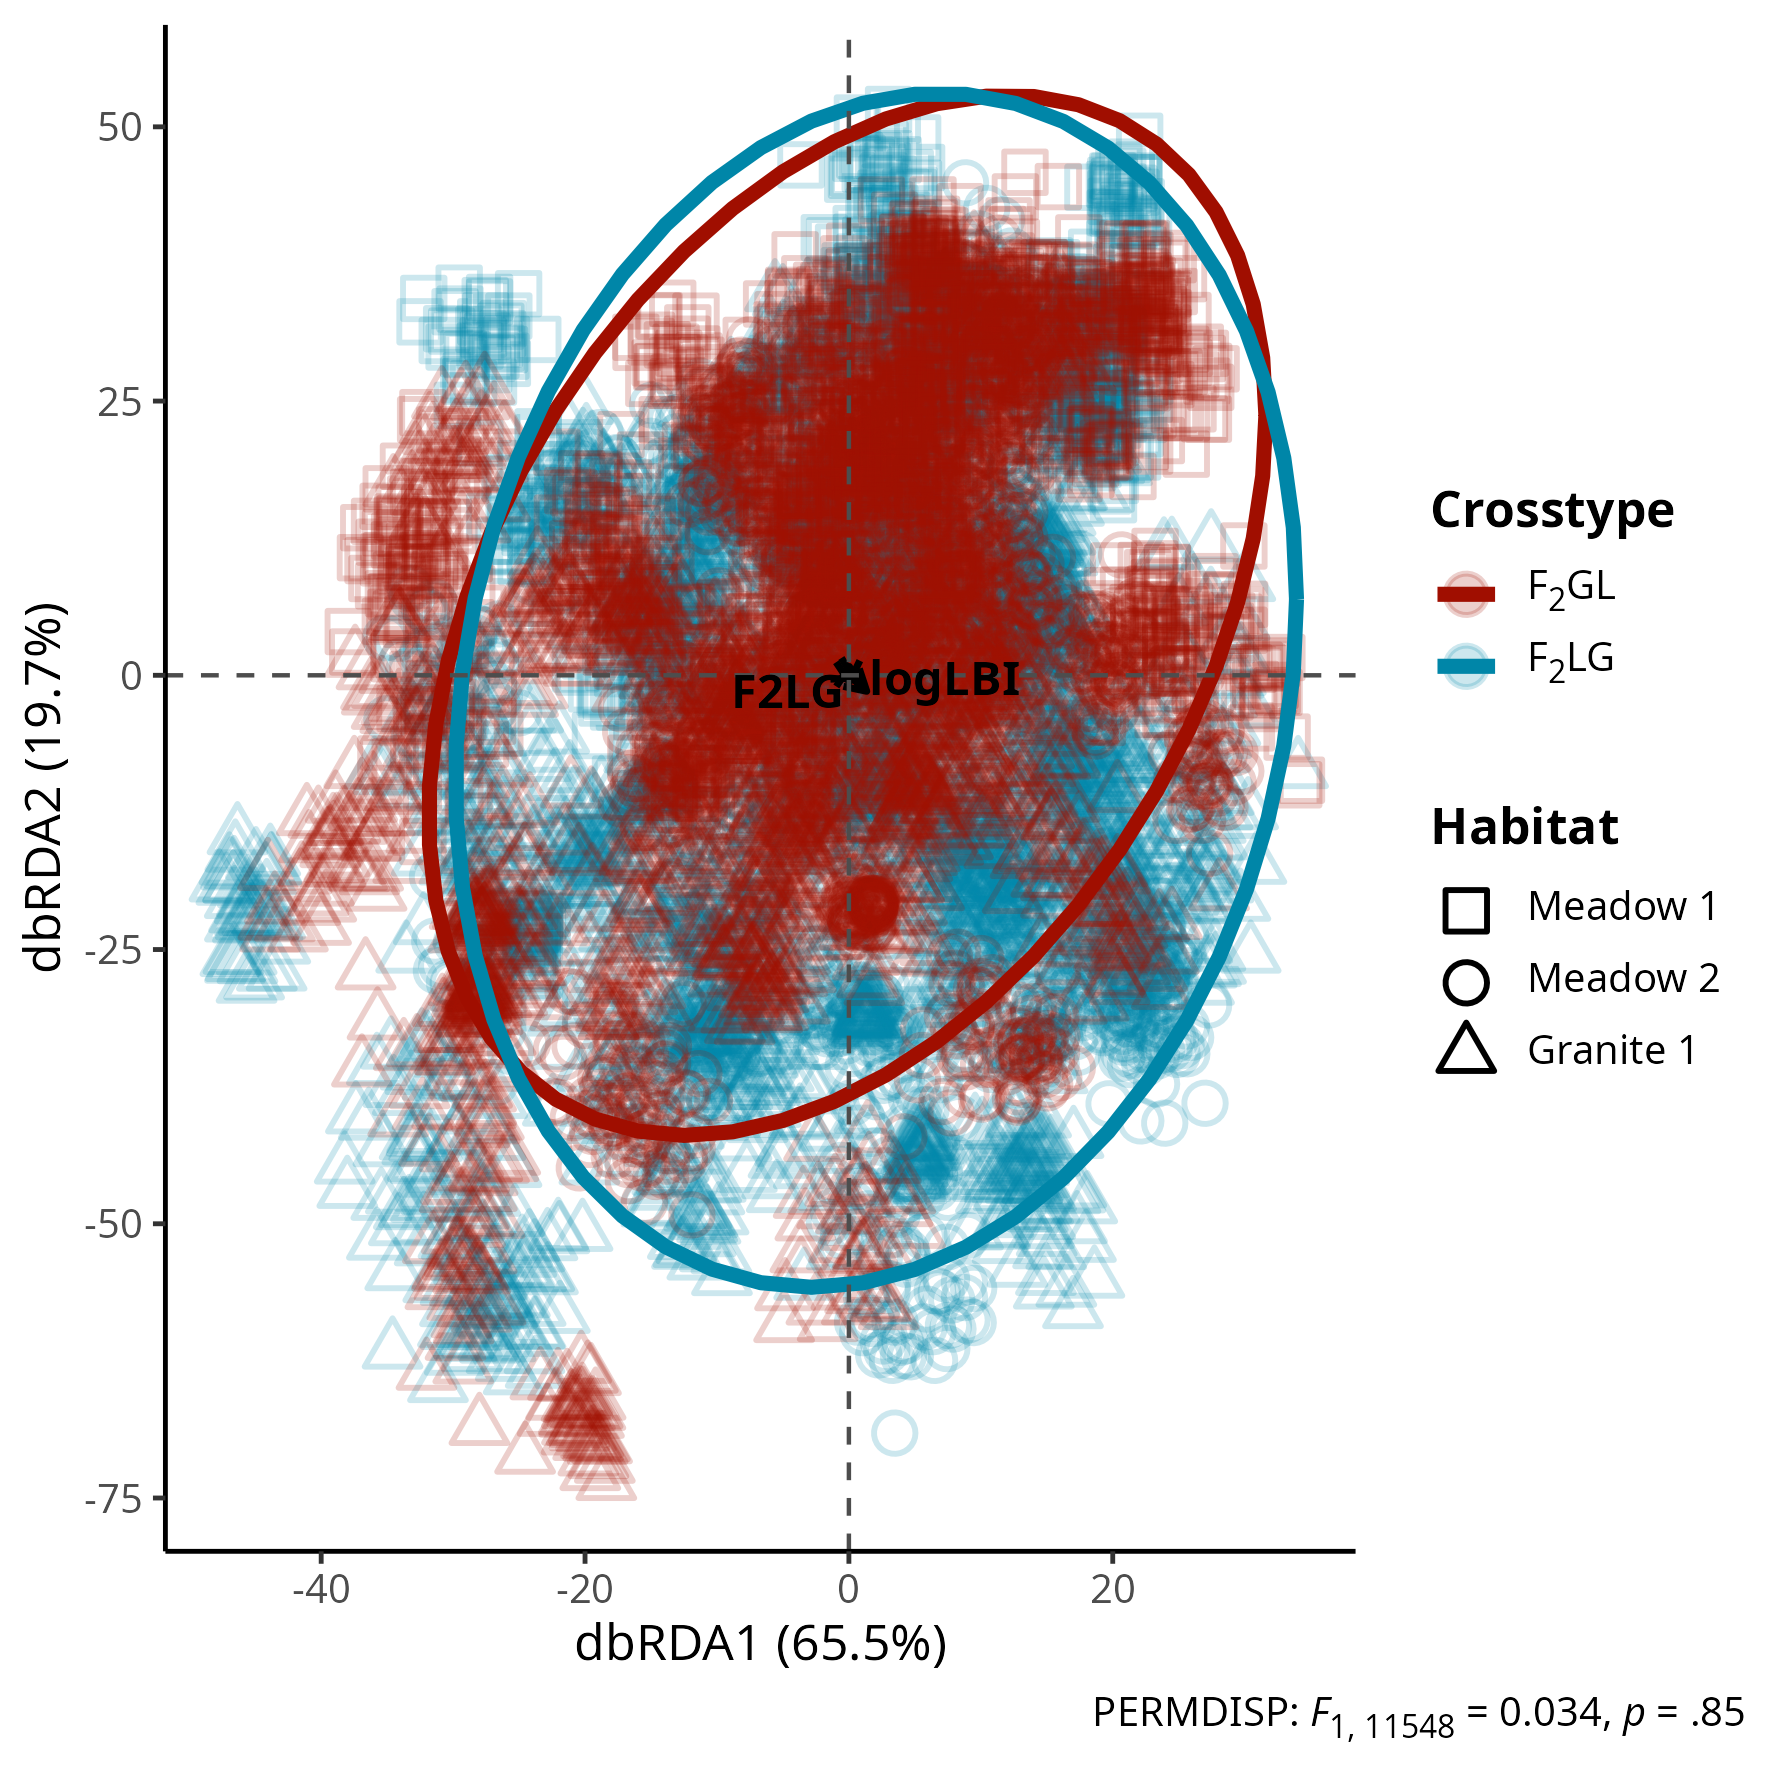 50
25
0
-25
-50
-75
dbRDA2 (19.7%)
F2LG
logLBI
-40
-20
0
20
dbRDA1 (65.5%)
Crosstype
F₂GL
F₂LG
Habitat
Meadow 1
Meadow 2
Granite 1
PERMDISP: F₁, ₁₁₅₄₈ = 0.034, p = .85